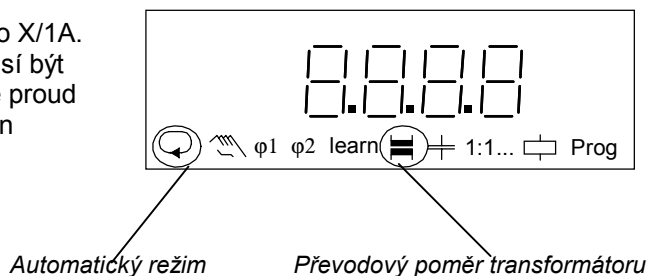 o X/1A.
sí být
proud
n
8.8.8.8
φ1 φ2 learn 1:1... Prog
Automatický režim Převodový poměr transformátoru